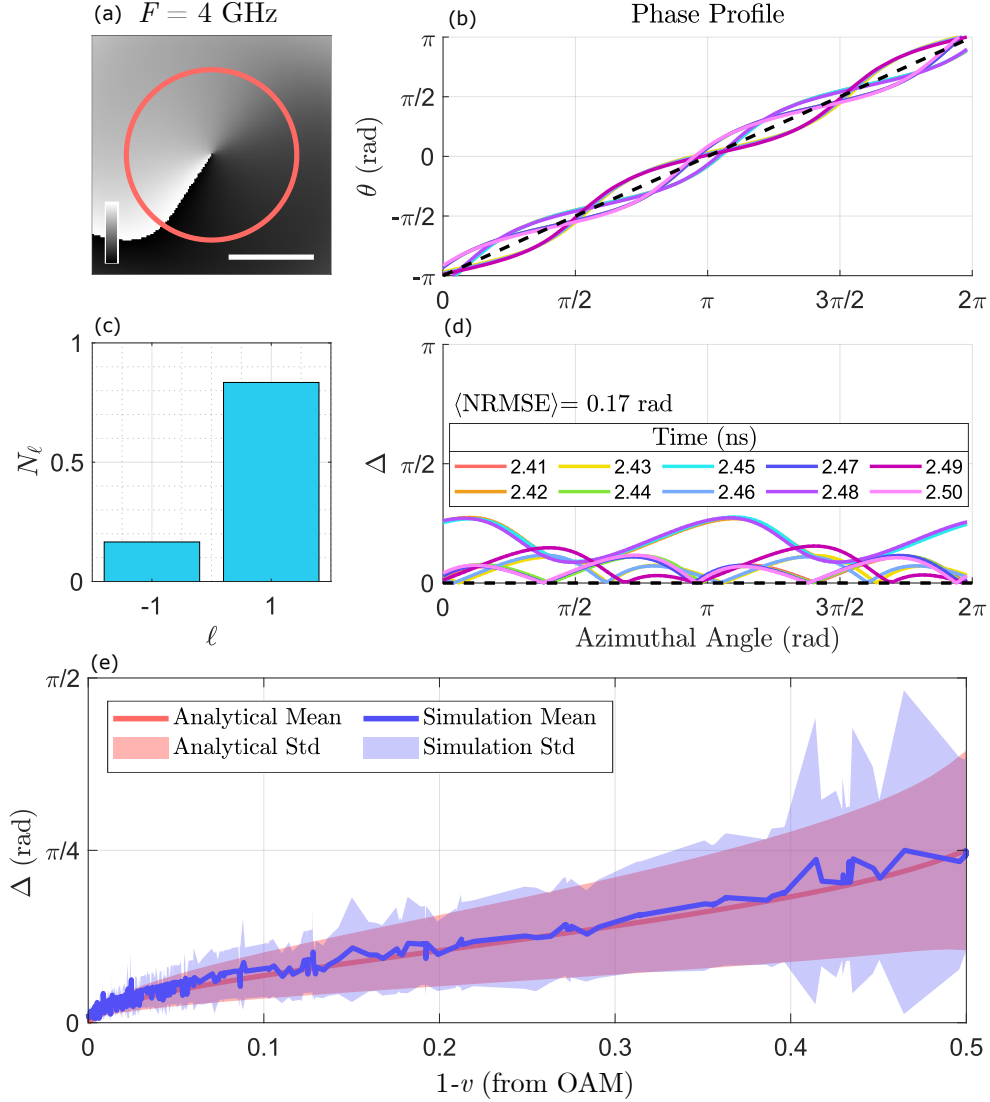 (a) F = 4 GHz
(b) Phase Profile
π
π/2
0
-π/2
-π
θ (rad)
0 π/2 π 3π/2 2π
(c)
1
0.5
0
N_ℓ
-1 1
ℓ
(d)
π
π/2
0
Δ
⟨NRMSE⟩= 0.17 rad
Time (ns)
2.41 2.43 2.45 2.47 2.49
2.42 2.44 2.46 2.48 2.50
0 π/2 π 3π/2 2π
Azimuthal Angle (rad)
(e)
π/2
π/4
0
Δ (rad)
Analytical Mean Simulation Mean
Analytical Std Simulation Std
0 0.1 0.2 0.3 0.4 0.5
1-v (from OAM)